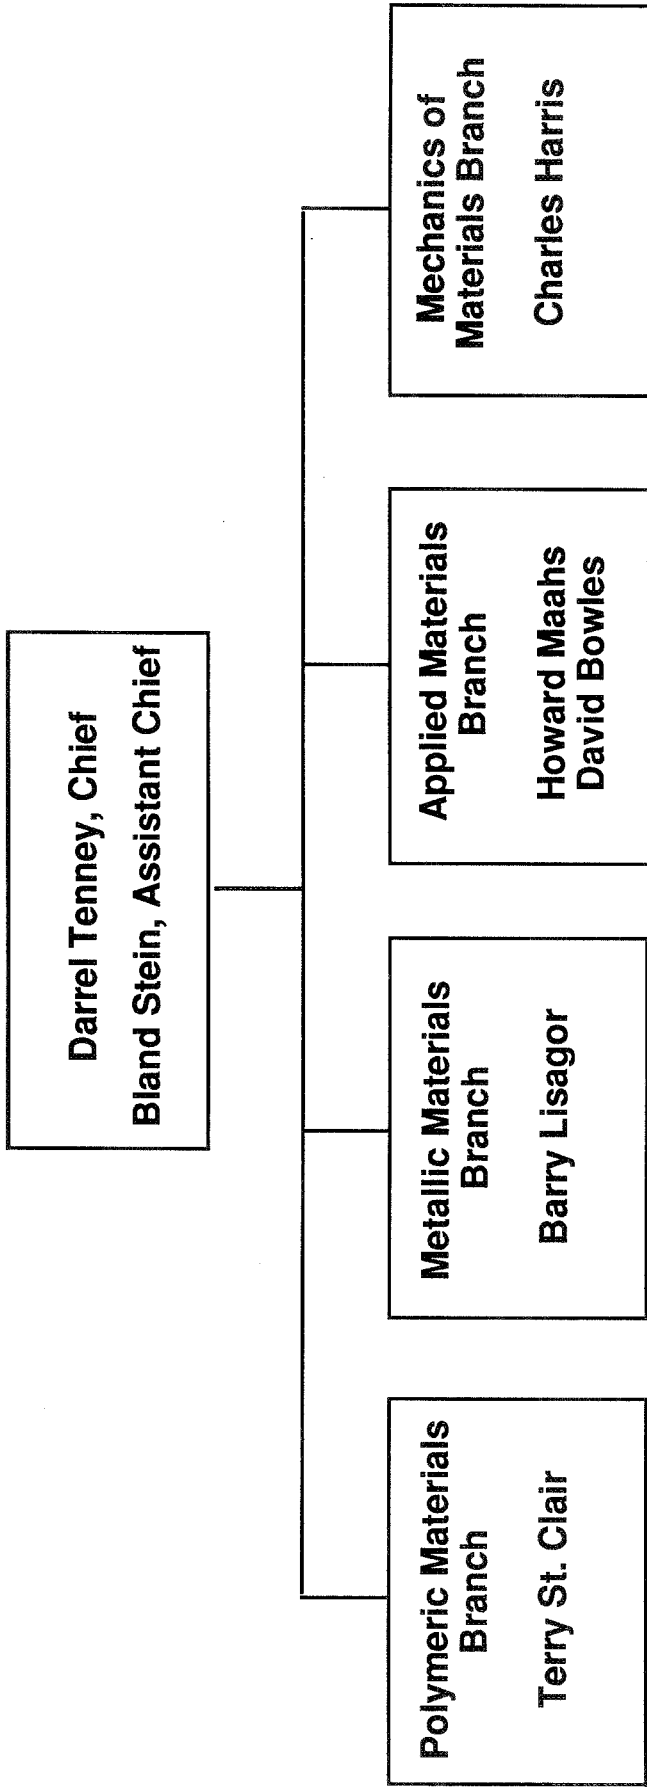 Darrel Tenney, Chief
Bland Stein, Assistant Chief
Polymeric Materials
Branch
Terry St. Clair
Metallic Materials
Branch
Barry Lisagor
Applied Materials
Branch
Howard Maahs
David Bowles
Mechanics of
Materials Branch
Charles Harris